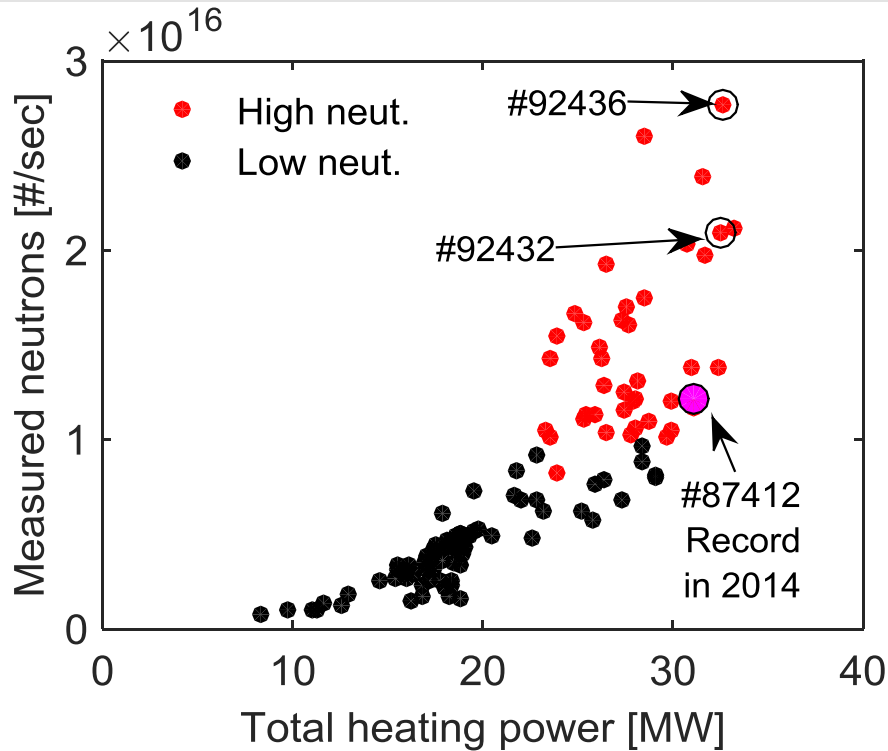 ×10^16
3
2
1
0
Measured neutrons [#/sec]
High neut.
Low neut.
#92436
#92432
#87412
Record
in 2014
0 10 20 30 40
Total heating power [MW]